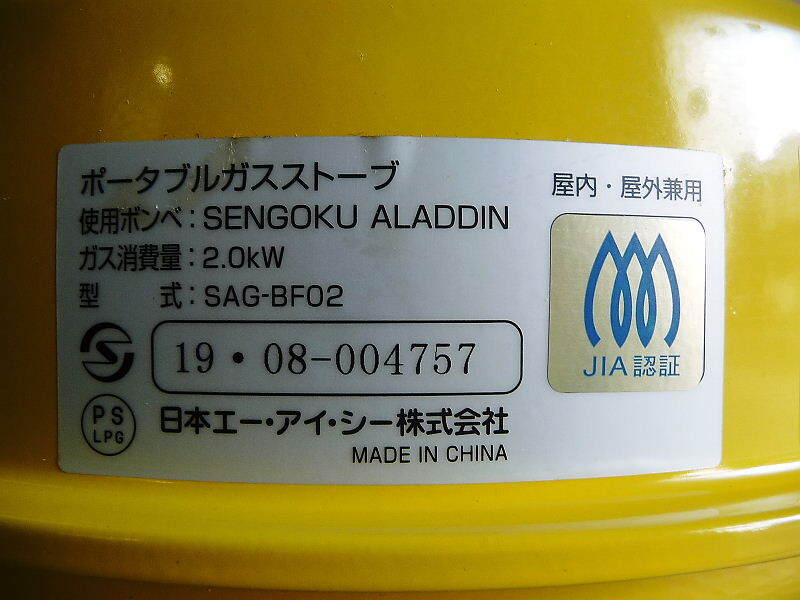 ポータブルガスストーブ
屋内・屋外兼用
使用ボンベ：SENGOKU ALADDIN
ガス消費量：2.0kW
型　　式：SAG-BF02
S
19・08-004757
JIA 認証
PS
LPG
日本エー・アイ・シー株式会社
MADE IN CHINA